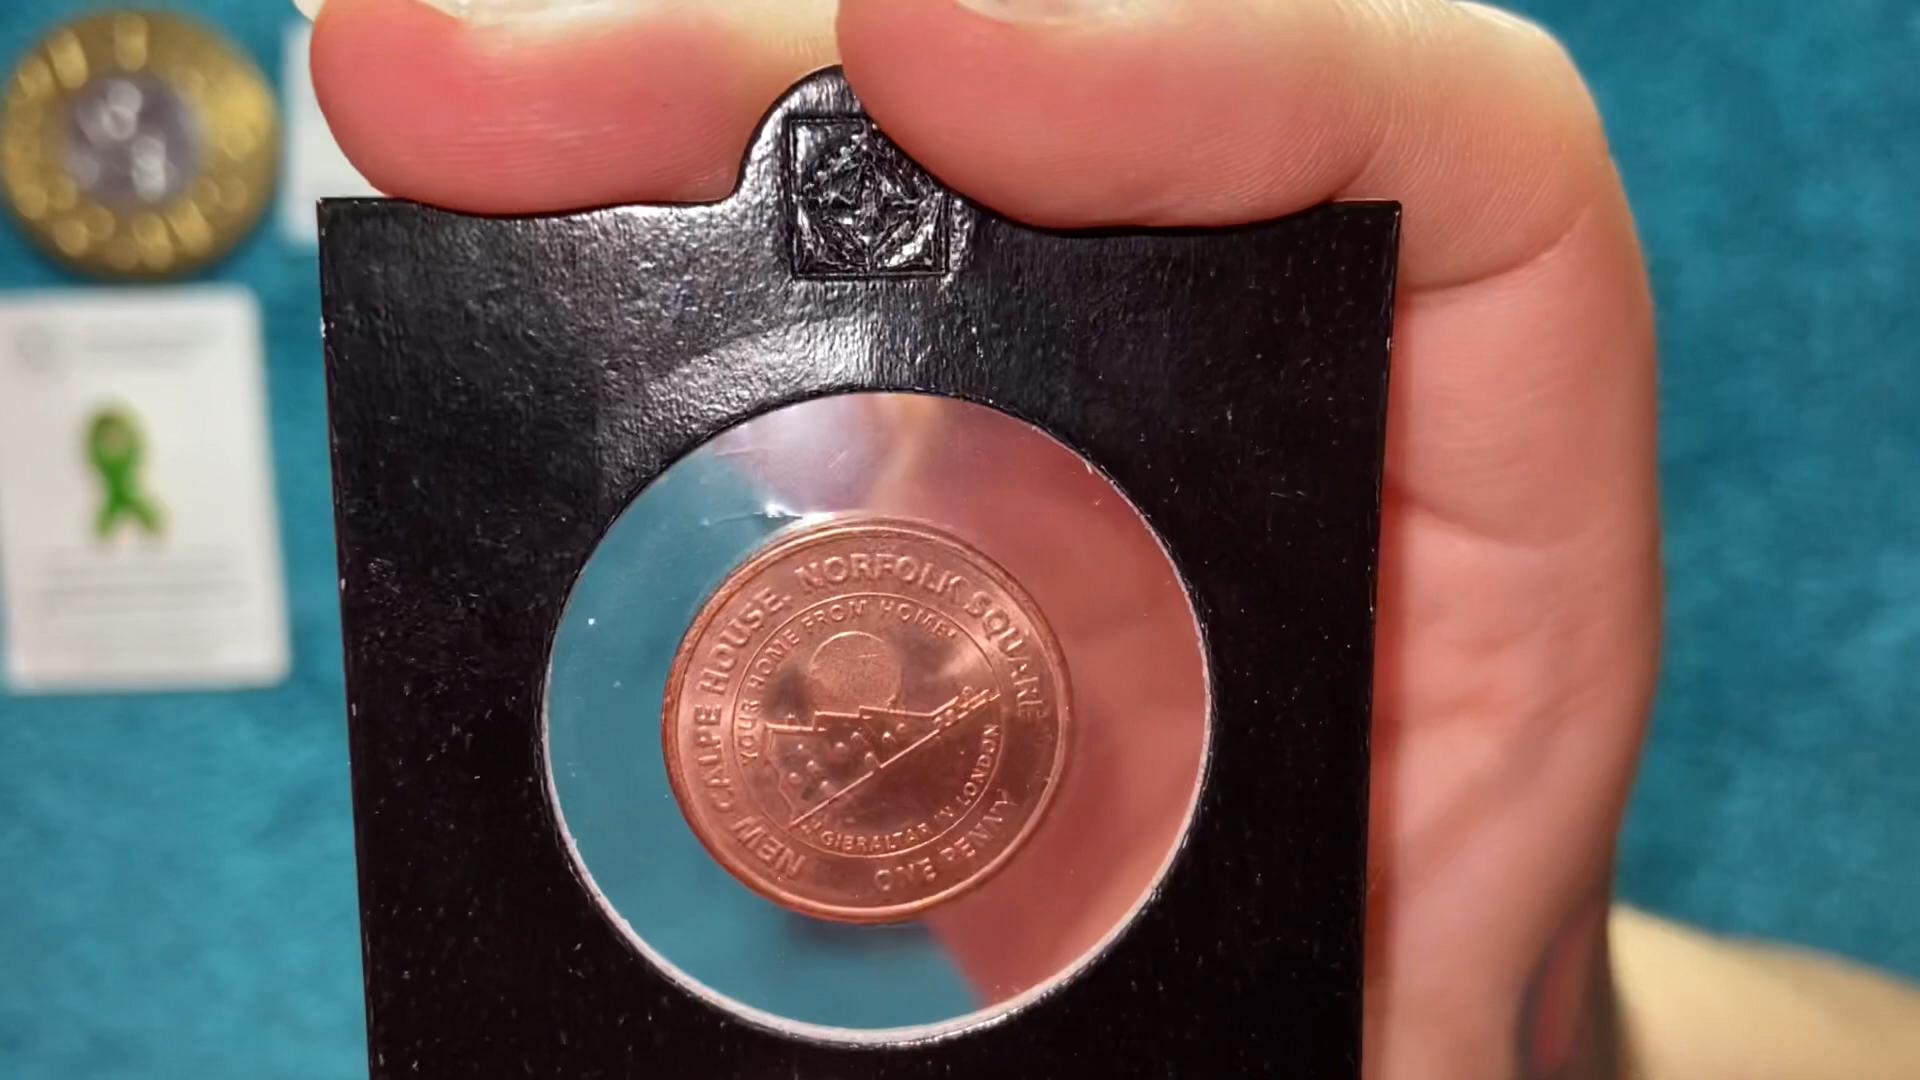 NEW CALPE HOUSE. NORFOLK SQUARE
YOUR HOME FROM HOME
GIBRALTAR IN LONDON
ONE PENNY